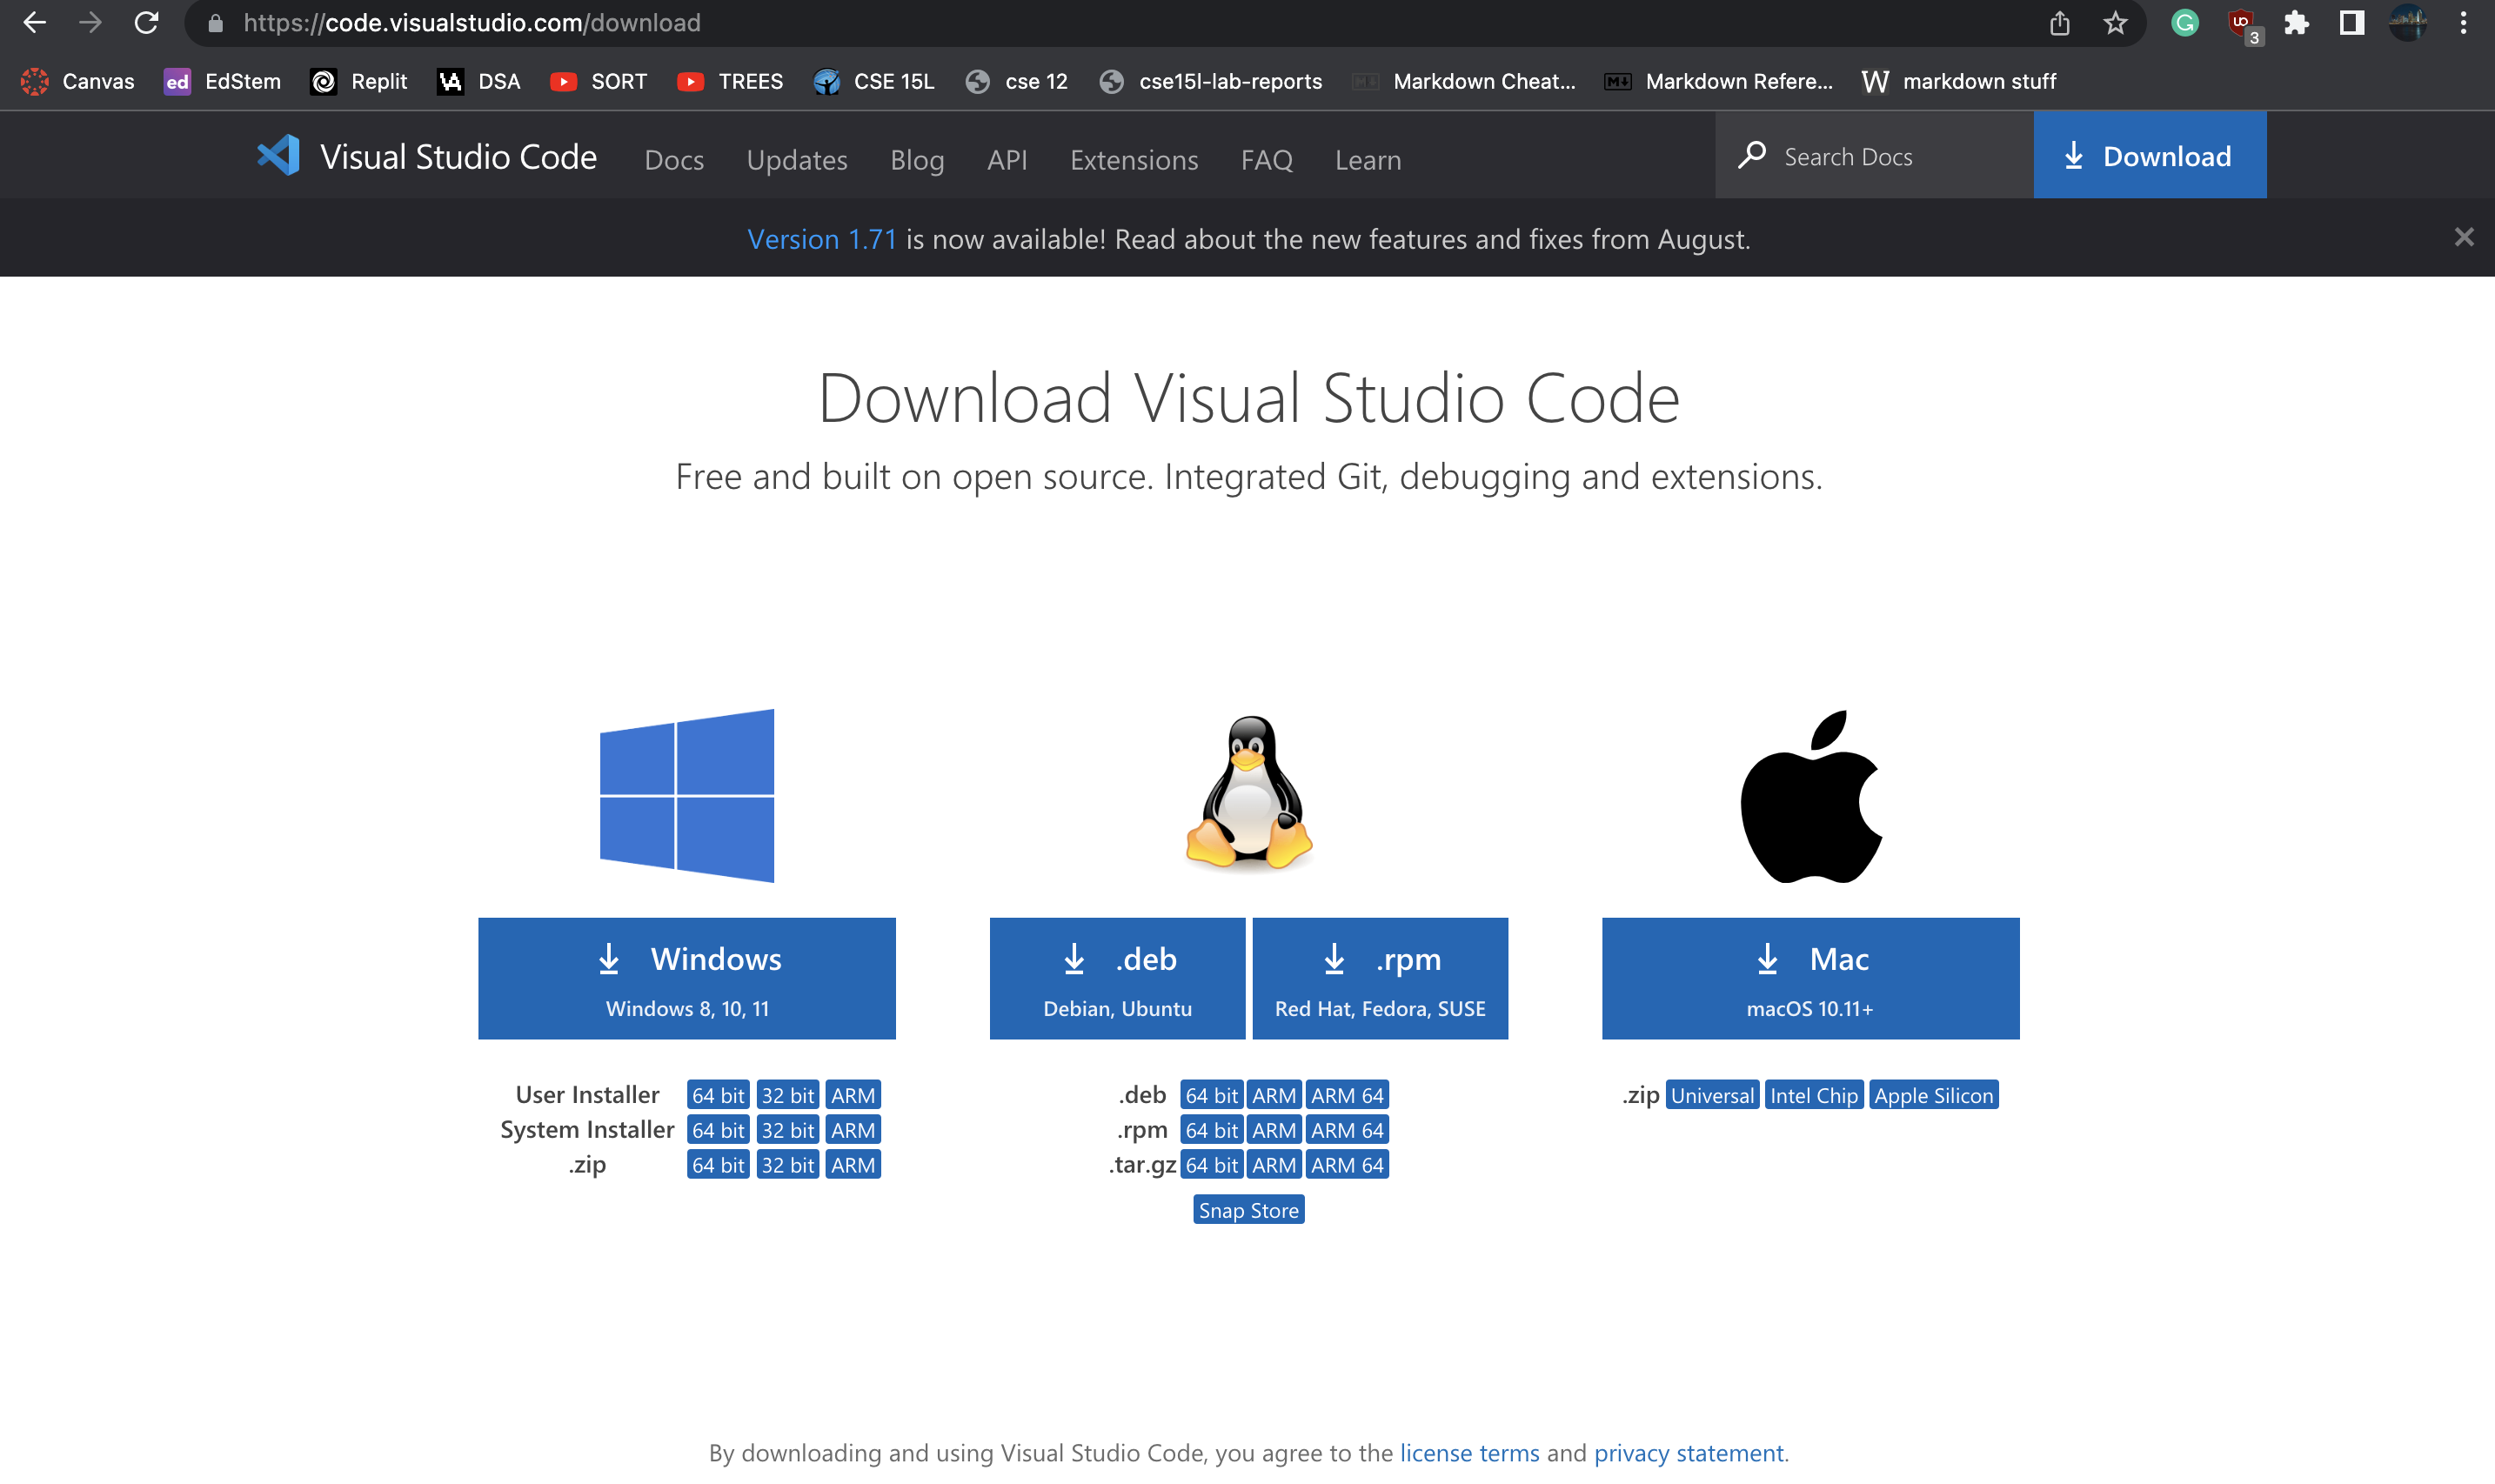 https://code.visualstudio.com/download
3
Canvas ed EdStem Replit DSA SORT TREES CSE 15L cse 12 cse15l-lab-reports Markdown Cheat... Markdown Refere... W markdown stuff
Visual Studio Code Docs Updates Blog API Extensions FAQ Learn Search Docs Download
Version 1.71 is now available! Read about the new features and fixes from August.
Download Visual Studio Code
Free and built on open source. Integrated Git, debugging and extensions.
Windows
Windows 8, 10, 11
User Installer 64 bit 32 bit ARM
System Installer 64 bit 32 bit ARM
.zip 64 bit 32 bit ARM
.deb
Debian, Ubuntu
.rpm
Red Hat, Fedora, SUSE
.deb 64 bit ARM ARM 64
.rpm 64 bit ARM ARM 64
.tar.gz 64 bit ARM ARM 64
Snap Store
Mac
macOS 10.11+
.zip Universal Intel Chip Apple Silicon
By downloading and using Visual Studio Code, you agree to the license terms and privacy statement.